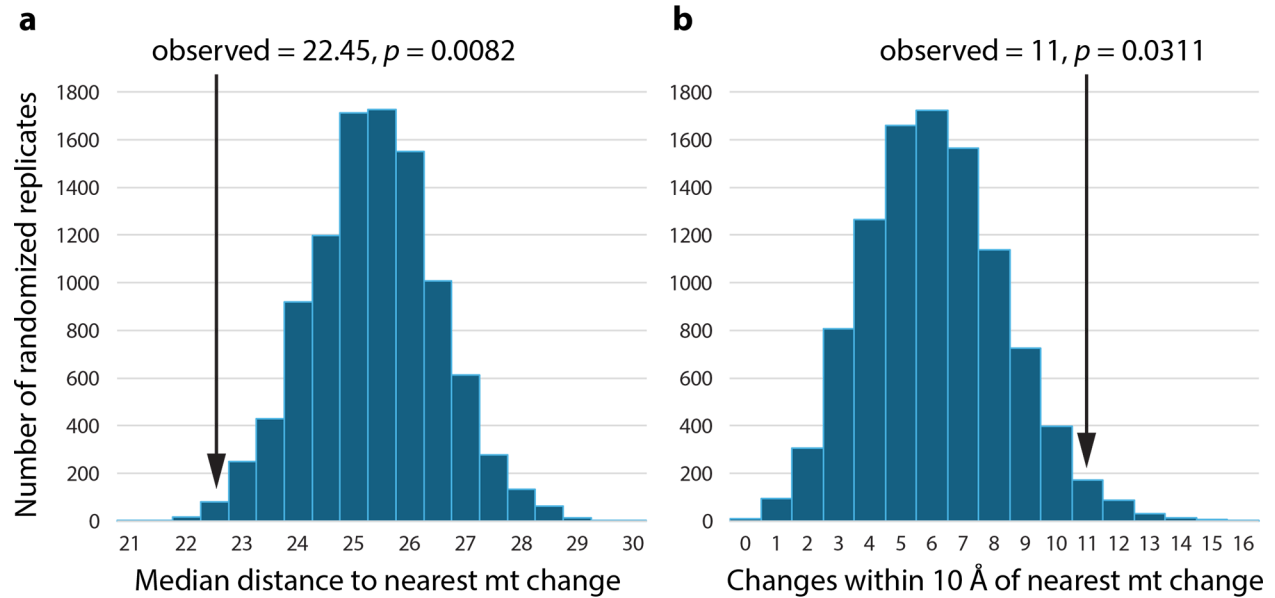 a
observed = 22.45, p = 0.0082
Number of randomized replicates
1800
1600
1400
1200
1000
800
600
400
200
0
21 22 23 24 25 26 27 28 29 30
Median distance to nearest mt change
b
observed = 11, p = 0.0311
1800
1600
1400
1200
1000
800
600
400
200
0
0 1 2 3 4 5 6 7 8 9 10 11 12 13 14 15 16
Changes within 10 Å of nearest mt change